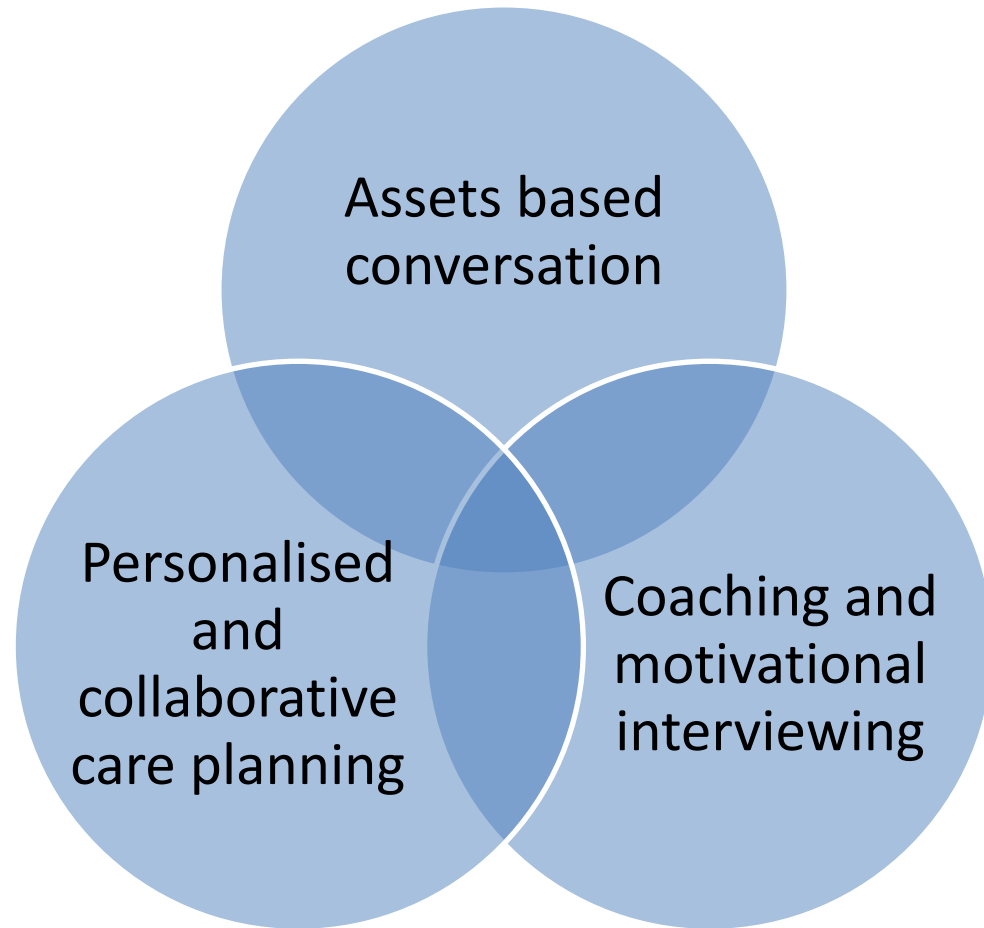 Assets based
conversation
Personalised
and
collaborative
care planning
Coaching and
motivational
interviewing